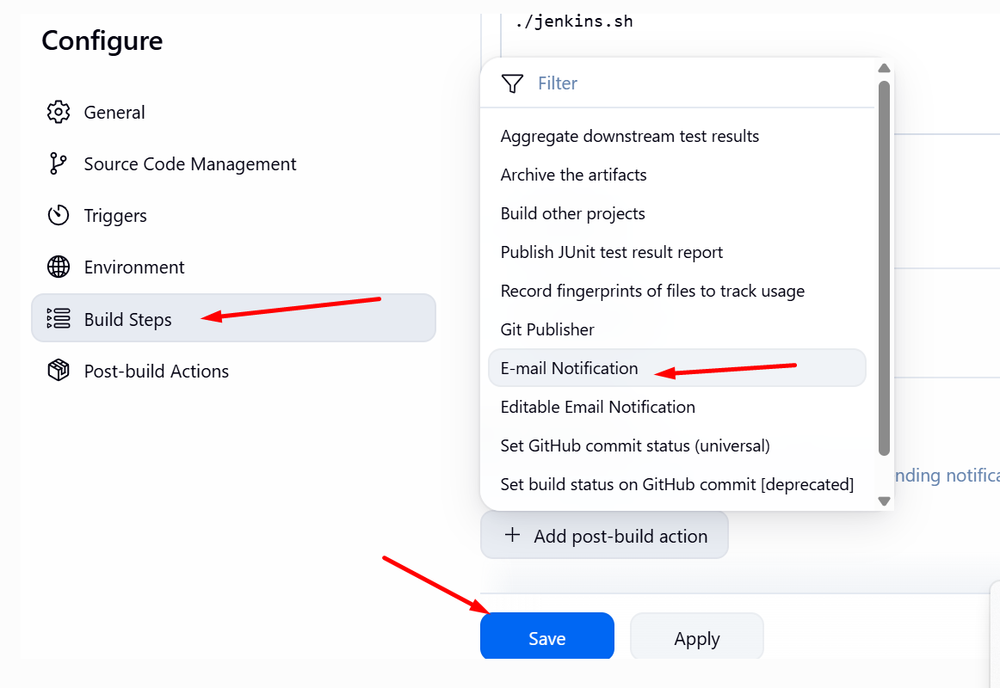 Configure
General
Source Code Management
Triggers
Environment
Build Steps
Post-build Actions
./jenkins.sh
Filter
Aggregate downstream test results
Archive the artifacts
Build other projects
Publish JUnit test result report
Record fingerprints of files to track usage
Git Publisher
E-mail Notification
Editable Email Notification
Set GitHub commit status (universal)
Set build status on GitHub commit [deprecated]
nding notifica
+ Add post-build action
Save
Apply